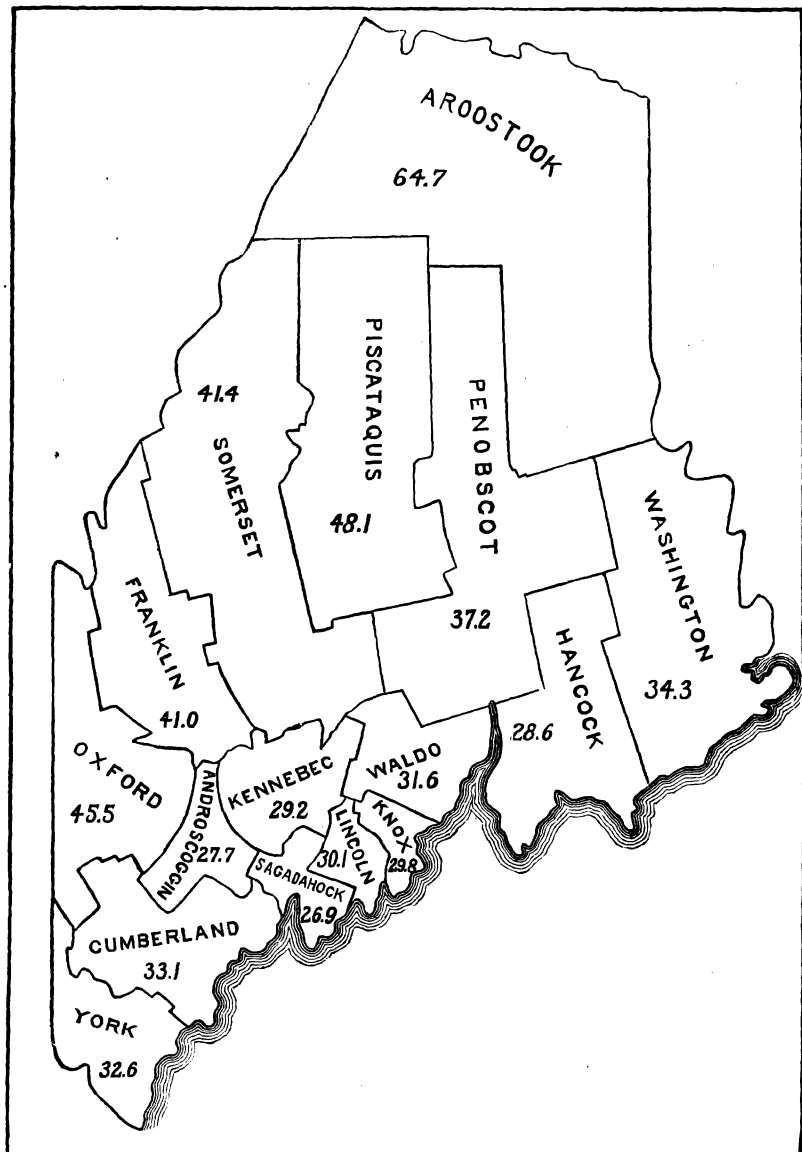 AROOSTOOK
64.7
PISCATAQUIS
48.1
PENOBSCOT
37.2
41.4
SOMERSET
WASHINGTON
34.3
FRANKLIN
41.0
HANCOCK
28.6
OXFORD
45.5
ANDROSCOGGIN
27.7
KENNEBEC
29.2
WALDO
31.6
KNOX
29.8
LINCOLN
30.1
SAGADAHOCK
26.9
CUMBERLAND
33.1
YORK
32.6